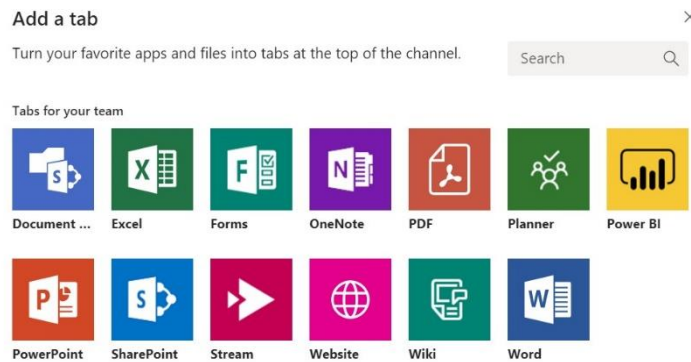 Add a tab
Turn your favorite apps and files into tabs at the top of the channel.
Search
Tabs for your team
Document ... Excel Forms OneNote PDF Planner Power BI
PowerPoint SharePoint Stream Website Wiki Word